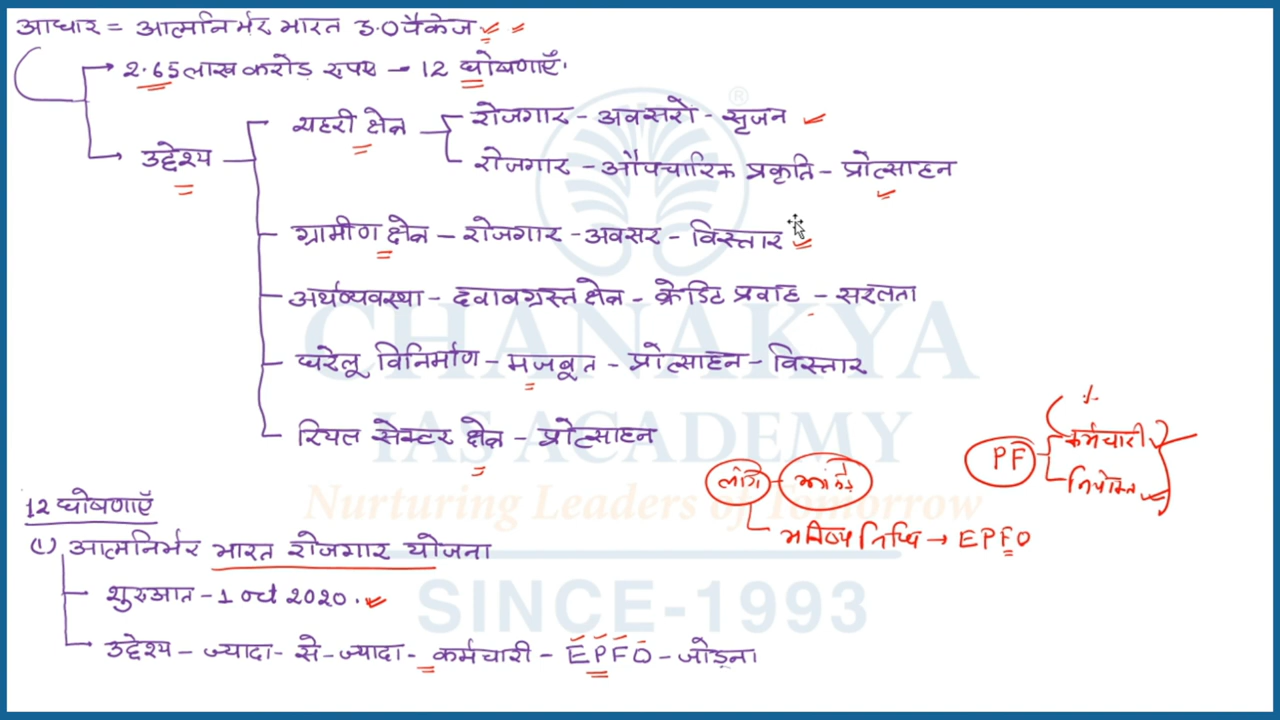 आधार = आत्मनिर्भर भारत 3.0 पैकेज
2.65 लाख करोड़ रुपए - 12 घोषणाएँ.
उद्देश्य
शहरी क्षेत्र
रोजगार - अवसरों - सृजन
रोजगार - औपचारिक प्रकृति - प्रोत्साहन
ग्रामीण क्षेत्र - रोजगार - अवसर - विस्तार
अर्थव्यवस्था - दवावग्रस्त क्षेत्र - क्रेडिट प्रवाह - सरलता
घरेलू विनिर्माण - मजबूत - प्रोत्साहन - विस्तार
रियल सेक्टर क्षेत्र - प्रोत्साहन
PF
कर्मचारी
नियोक्ता
भविष्य निधि → EPFO
12 घोषणाएँ
(1) आत्मनिर्भर भारत रोजगार योजना
शुरुआत - 1 Oct 2020.
उद्देश्य - ज्यादा - से - ज्यादा - कर्मचारी - EPFO - जोड़ना
CHANAKYA
IAS ACADEMY
Nurturing Leaders of Tomorrow
SINCE-1993